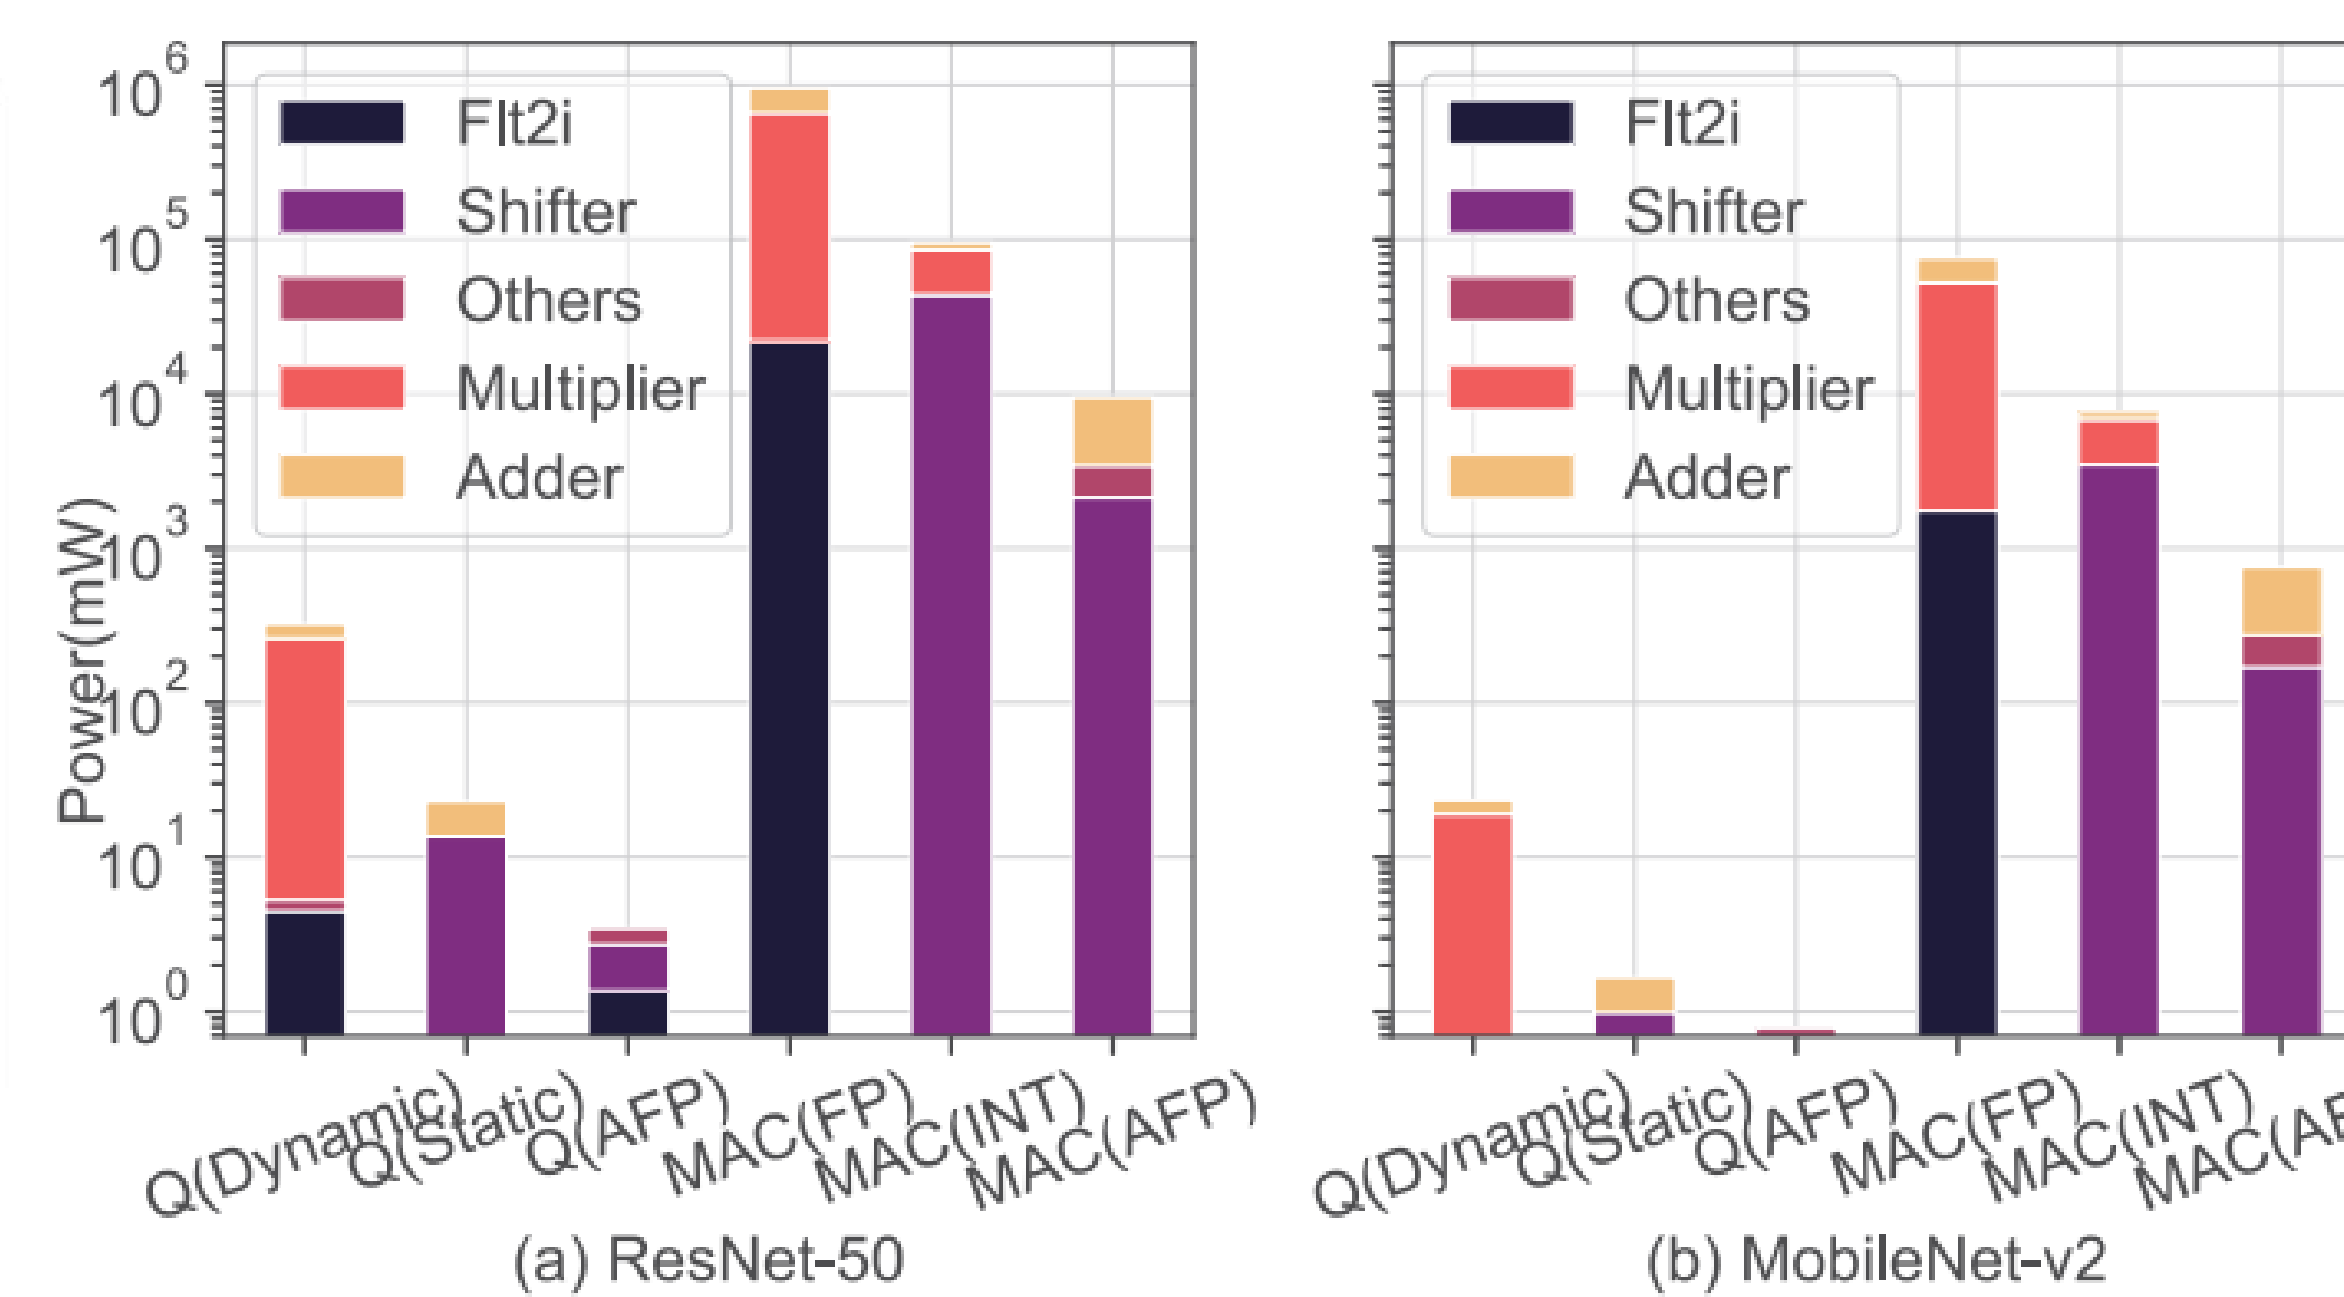 Power(mW)
10^6
10^5
10^4
10^3
10^2
10^1
10^0
Flt2i
Shifter
Others
Multiplier
Adder
Q(Dynamic)
Q(Static)
Q(AFP)
MAC(FP)
MAC(INT)
MAC(AFP)
(a) ResNet-50
Flt2i
Shifter
Others
Multiplier
Adder
Q(Dynamic)
Q(Static)
Q(AFP)
MAC(FP)
MAC(INT)
(b) MobileNet-v2